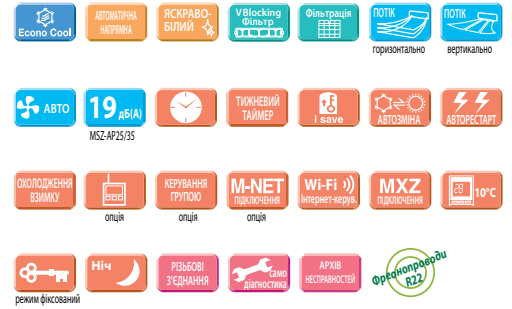 Econo Cool
АВТОМАТИЧНА
НАПРЯМНА
ЯСКРАВО-
БІЛИЙ
V Blocking
Фільтр
Фільтрація
ПОТІК
горизонтально
ПОТІК
вертикально
АВТО
19 дБ(А)
MSZ-AP25/35
ТИЖНЕВИЙ
ТАЙМЕР
i save
АВТОЗМІНА
АВТОРЕСТАРТ
ОХОЛОДЖЕННЯ
ВЗИМКУ
опція
КЕРУВАННЯ
ГРУПОЮ
опція
M-NET
ПІДКЛЮЧЕННЯ
опція
Wi-Fi
Інтернет-керув.
MXZ
ПІДКЛЮЧЕННЯ
10°C
режим фіксований
Ніч
РІЗЬБОВІ
З'ЄДНАННЯ
само
діагностика
АРХІВ
НЕСПРАВНОСТЕЙ
Фреонопроводи
R22